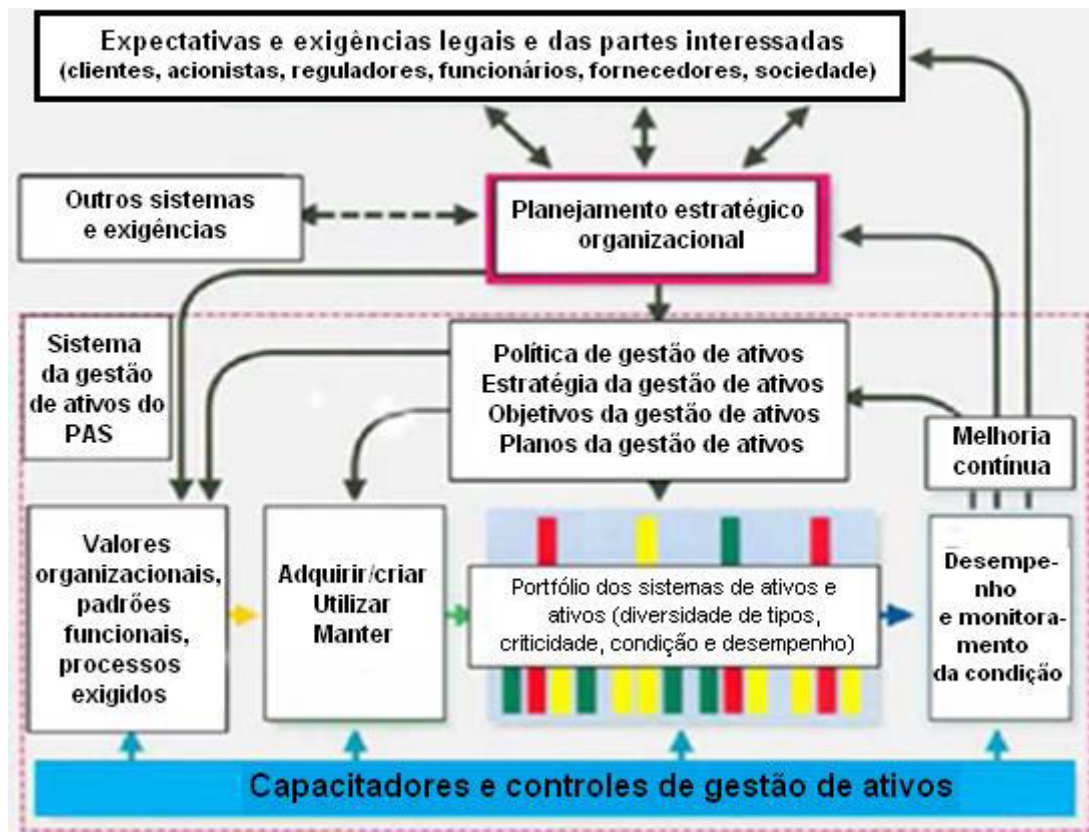 Expectativas e exigências legais e das partes interessadas
(clientes, acionistas, reguladores, funcionários, fornecedores, sociedade)
Outros sistemas
e exigências
Planejamento estratégico
organizacional
Sistema
da gestão
de ativos do
PAS
Política de gestão de ativos
Estratégia da gestão de ativos
Objetivos da gestão de ativos
Planos da gestão de ativos
Melhoria
contínua
Valores
organizacionais,
padrões
funcionais,
processos
exigidos
Adquirir/criar
Utilizar
Manter
Portfólio dos sistemas de ativos e
ativos (diversidade de tipos,
criticidade, condição e desempenho)
Desempe-
nho
e monitora-
mento
da condição
Capacitadores e controles de gestão de ativos